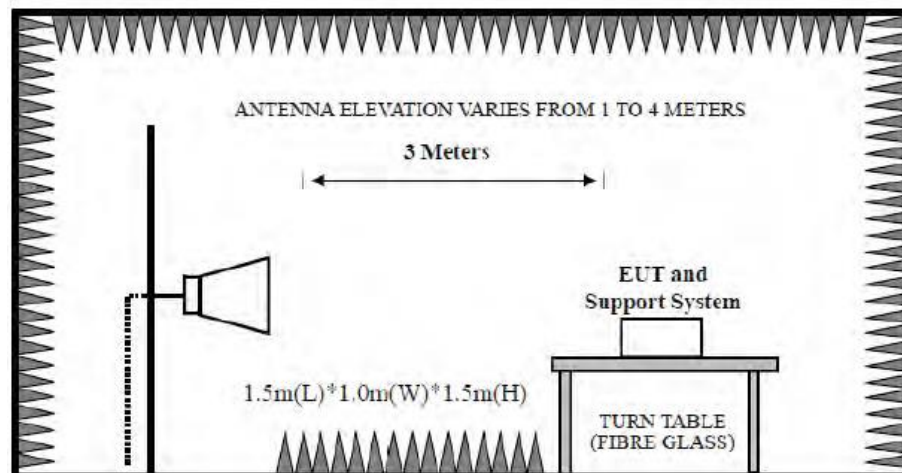 ANTENNA ELEVATION VARIES FROM 1 TO 4 METERS
3 Meters
EUT and
Support System
1.5m(L)*1.0m(W)*1.5m(H)
TURN TABLE
(FIBRE GLASS)